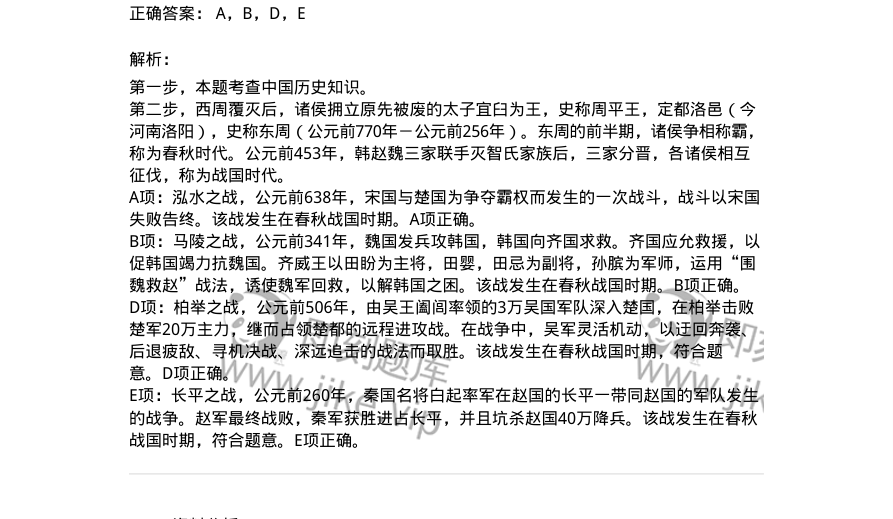 正确答案： A，B，D，E
解析：
第一步，本题考查中国历史知识。
第二步，西周覆灭后，诸侯拥立原先被废的太子宜臼为王，史称周平王，定都洛邑（今
河南洛阳），史称东周（公元前770年－公元前256年）。东周的前半期，诸侯争相称霸，
称为春秋时代。公元前453年，韩赵魏三家联手灭智氏家族后，三家分晋，各诸侯相互
征伐，称为战国时代。
A项：泓水之战，公元前638年，宋国与楚国为争夺霸权而发生的一次战斗，战斗以宋国
失败告终。该战发生在春秋战国时期。A项正确。
B项：马陵之战，公元前341年，魏国发兵攻韩国，韩国向齐国求救。齐国应允救援，以
促韩国竭力抗魏国。齐威王以田盼为主将，田婴，田忌为副将，孙膑为军师，运用“围
魏救赵”战法，诱使魏军回救，以解韩国之困。该战发生在春秋战国时期。B项正确。
D项：柏举之战，公元前506年，由吴王阖闾率领的3万吴国军队深入楚国，在柏举击败
楚军20万主力，继而占领楚都的远程进攻战。在战争中，吴军灵活机动，以迂回奔袭、
后退疲敌、寻机决战、深远追击的战法而取胜。该战发生在春秋战国时期，符合题
意。D项正确。
E项：长平之战，公元前260年，秦国名将白起率军在赵国的长平一带同赵国的军队发生
的战争。赵军最终战败，秦军获胜进占长平，并且坑杀赵国40万降兵。该战发生在春秋
战国时期，符合题意。E项正确。
即刻题库
www.jike.vip
即刻
www.ji